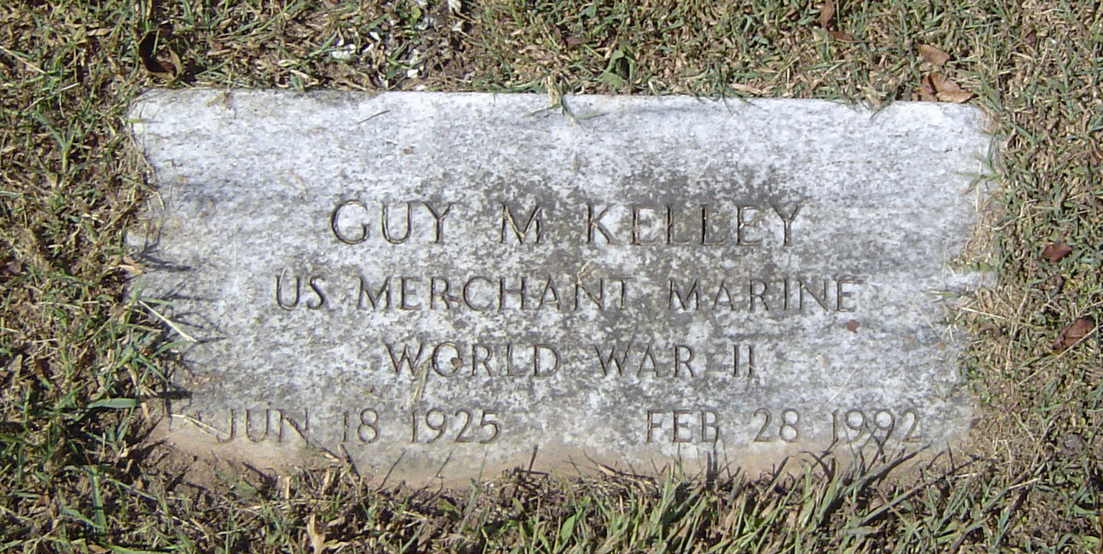 GUY M KELLEY
US MERCHANT MARINE
WORLD WAR II
JUN 18 1925 FEB 28 1992